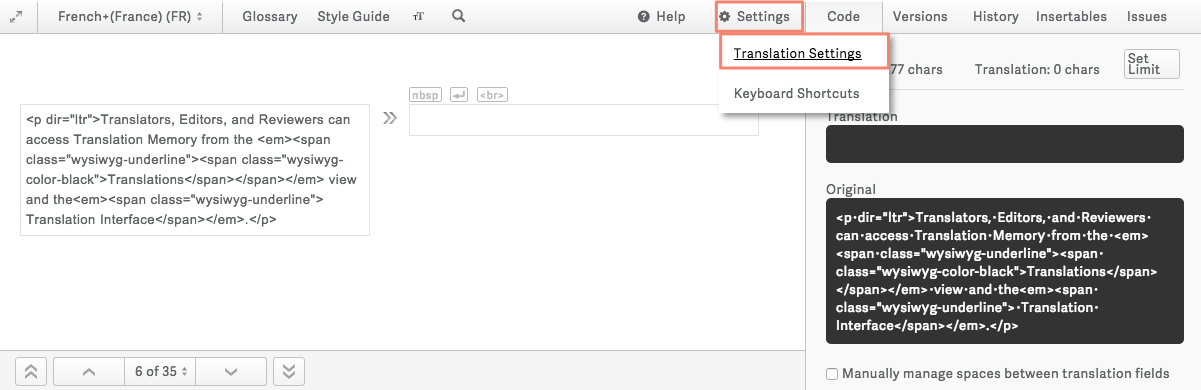 French+(France) (FR)
Glossary
Style Guide
TT
Help
Settings
Code
Versions
History
Insertables
Issues
Translation Settings
Keyboard Shortcuts
77 chars
Translation: 0 chars
Set
Limit
nbsp
<br>
<p dir="ltr">Translators, Editors, and Reviewers can
access Translation Memory from the <em><span
class="wysiwyg-underline"><span class="wysiwyg-
color-black">Translations</span></span></em> view
and the<em><span class="wysiwyg-underline">
Translation Interface</span></em>.</p>
Translation
Original
<p·dir="ltr">Translators,·Editors,·and·Reviewers·
can·access·Translation·Memory·from·the·<em>
<span·class="wysiwyg-underline"><span·
class="wysiwyg-color-black">Translations</span>
</span></em>·view·and·the<em><span·
class="wysiwyg-underline">·Translation·
Interface</span></em>.</p>
Manually manage spaces between translation fields
6 of 35